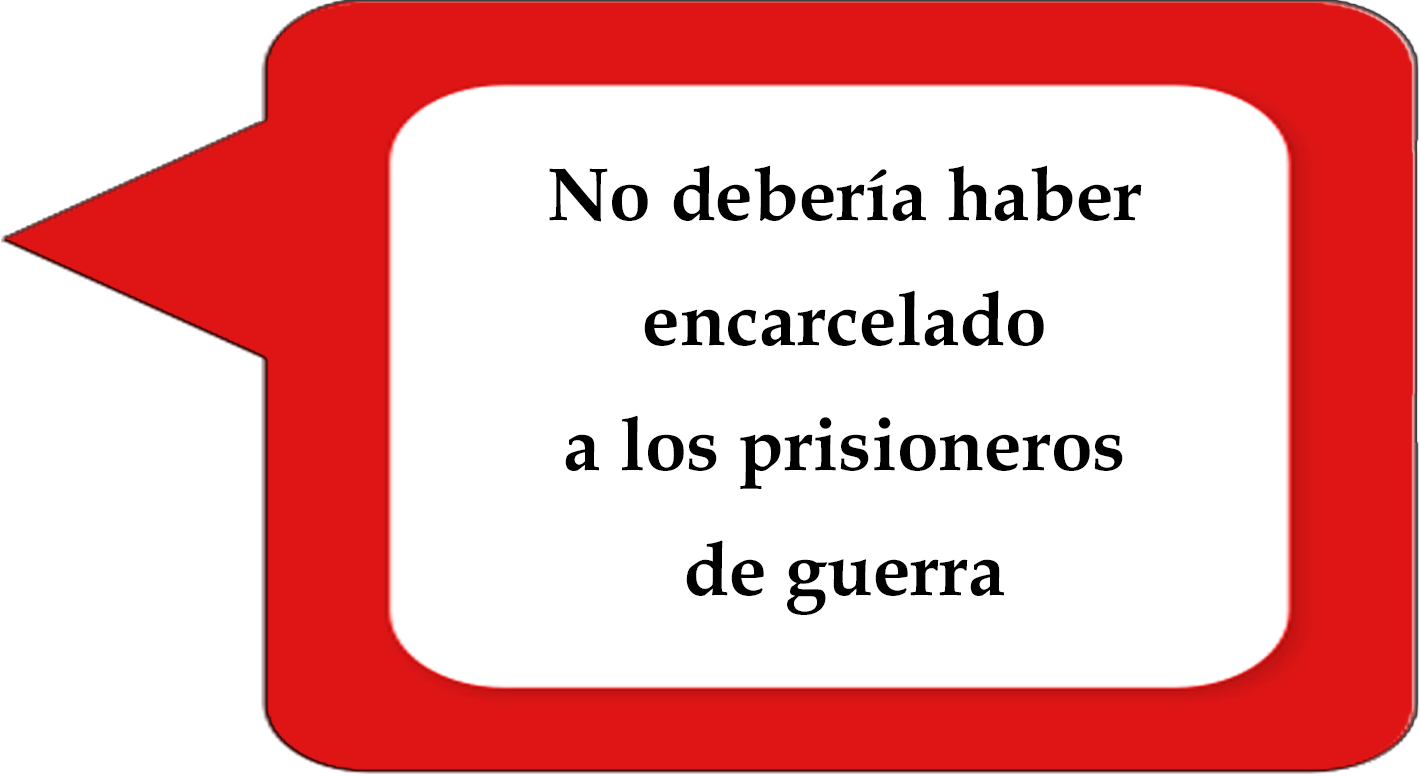 No debería haber
encarcelado
a los prisioneros
de guerra